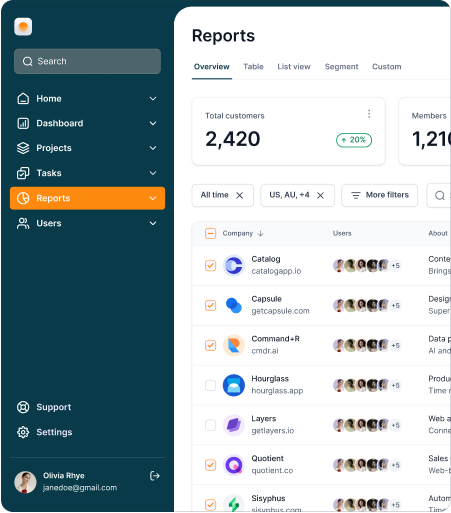 Search
Home
Dashboard
Projects
Tasks
Reports
Users
Support
Settings
Olivia Rhye
janedoe@gmail.com
Reports
Overview Table List view Segment Custom
Total customers
2,420
20%
Members
1,210
All time
US, AU, +4
More filters
Company Users About
Catalog
catalogapp.io
+5
Conte
Brings
Capsule
getcapsule.com
+5
Desig
Super
Command+R
cmdr.ai
+5
Data p
AI and
Hourglass
hourglass.app
+5
Produ
Time m
Layers
getlayers.io
+5
Web a
Conne
Quotient
quotient.co
+5
Sales
Web-b
Sisyphus
sisyphus.com
+5
Autom
Time